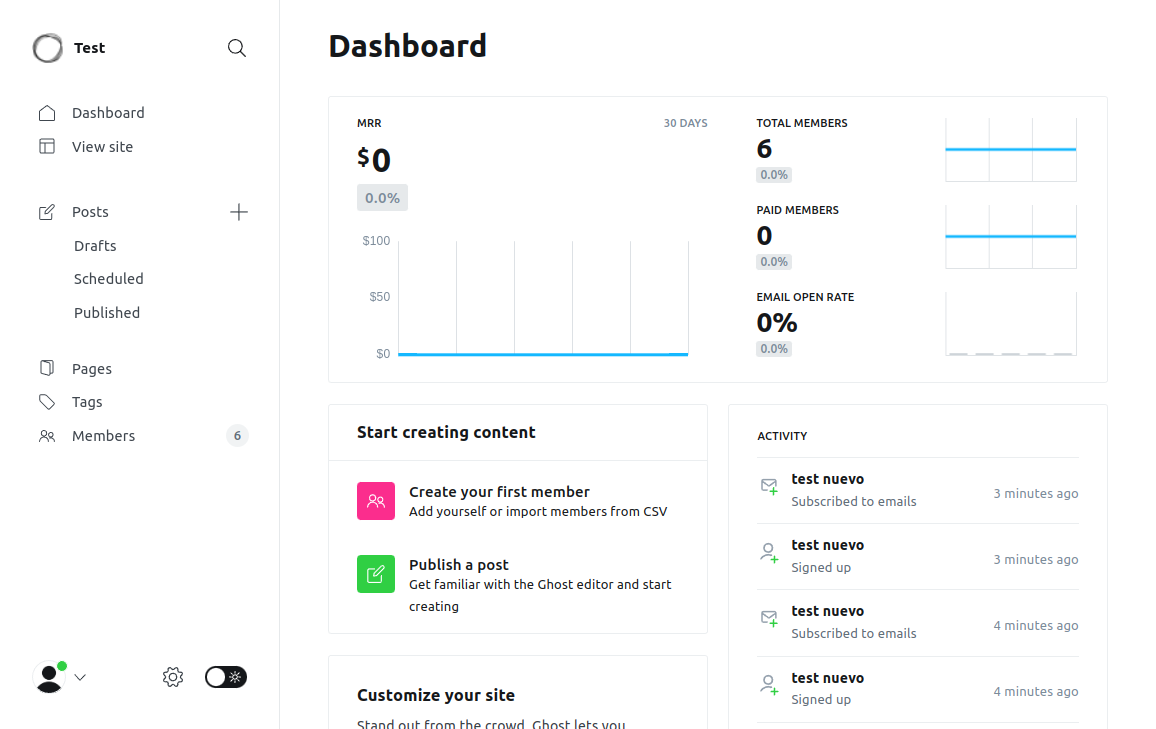 Test
Dashboard
View site
Posts
Drafts
Scheduled
Published
Pages
Tags
Members 6
Dashboard
MRR 30 DAYS
$0
0.0%
$100
$50
$0
TOTAL MEMBERS
6
0.0%
PAID MEMBERS
0
0.0%
EMAIL OPEN RATE
0%
0.0%
Start creating content
Create your first member
Add yourself or import members from CSV
Publish a post
Get familiar with the Ghost editor and start
creating
Customize your site
Stand out from the crowd. Ghost lets you
ACTIVITY
test nuevo
Subscribed to emails
3 minutes ago
test nuevo
Signed up
3 minutes ago
test nuevo
Subscribed to emails
4 minutes ago
test nuevo
Signed up
4 minutes ago